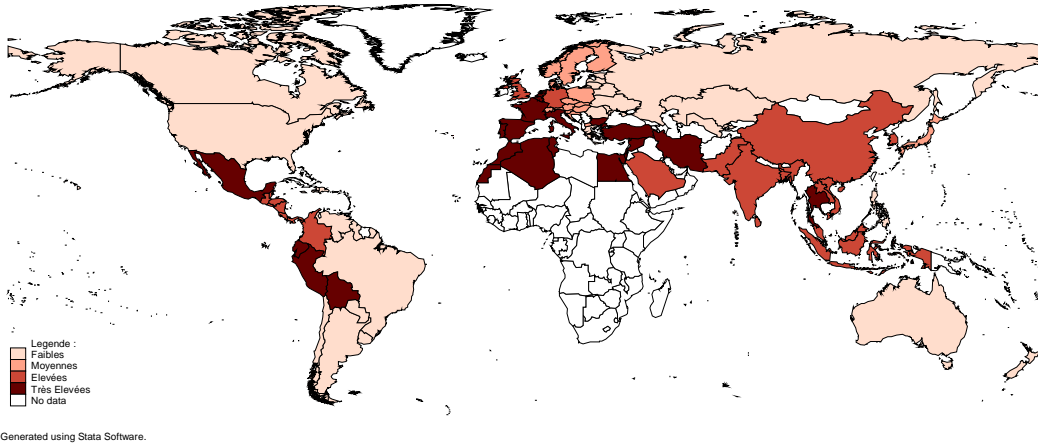 Legende :
Faibles
Moyennes
Elevées
Très Elevées
No data
Generated using Stata Software.